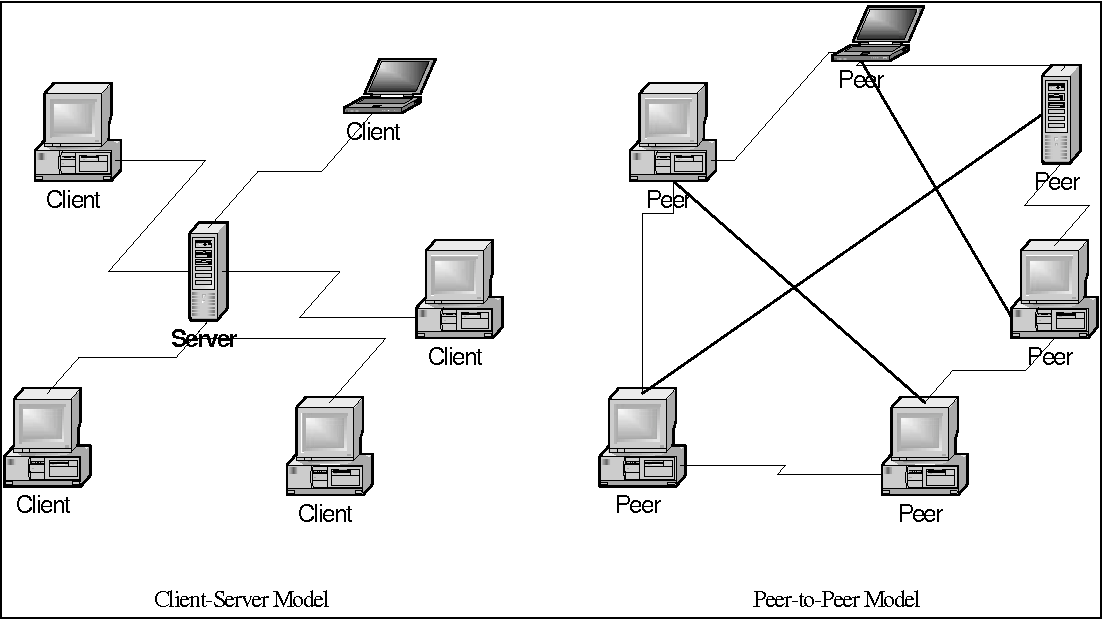 Client
Client
Server
Client
Client
Client
Client-Server Model
Peer
Peer
Peer
Peer
Peer
Peer
Peer-to-Peer Model